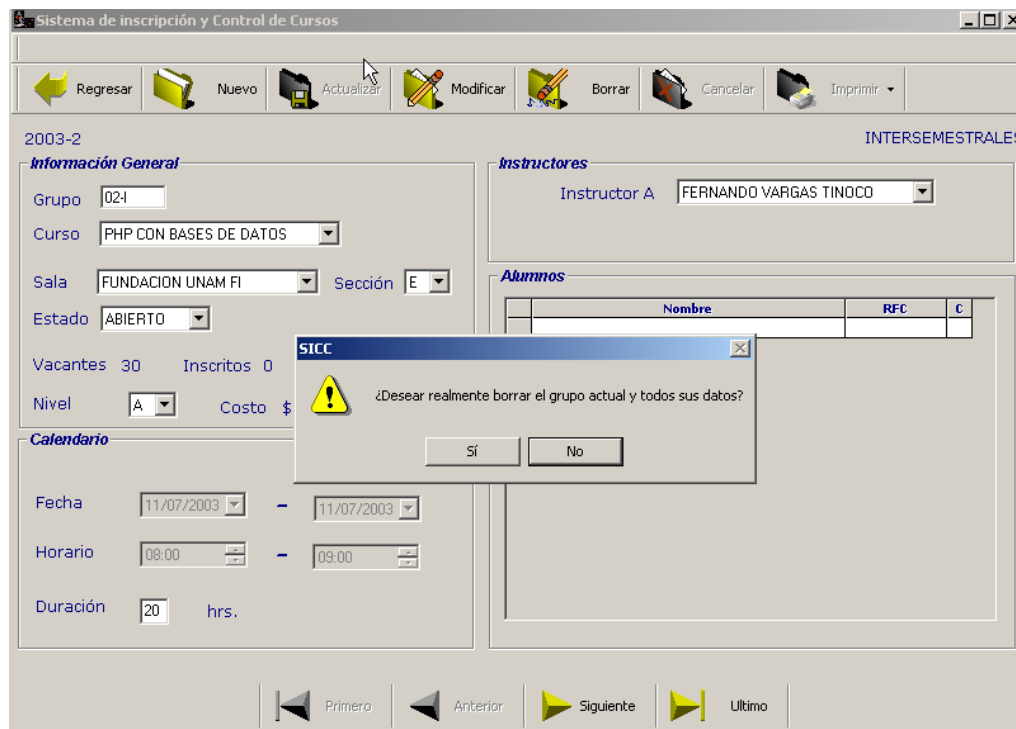 Sistema de inscripción y Control de Cursos
Regresar Nuevo Actualizar Modificar Borrar Cancelar Imprimir
2003-2 INTERSEMESTRALES
Información General
Grupo 02-I
Curso PHP CON BASES DE DATOS
Sala FUNDACION UNAM FI Sección E
Estado ABIERTO
Vacantes 30 Inscritos 0
Nivel A Costo $
Instructores
Instructor A FERNANDO VARGAS TINOCO
Alumnos
Nombre RFC C
SICC
¿Desear realmente borrar el grupo actual y todos sus datos?
Sí No
Calendario
Fecha 11/07/2003 - 11/07/2003
Horario 08:00 - 09:00
Duración 20 hrs.
Primero Anterior Siguiente Ultimo